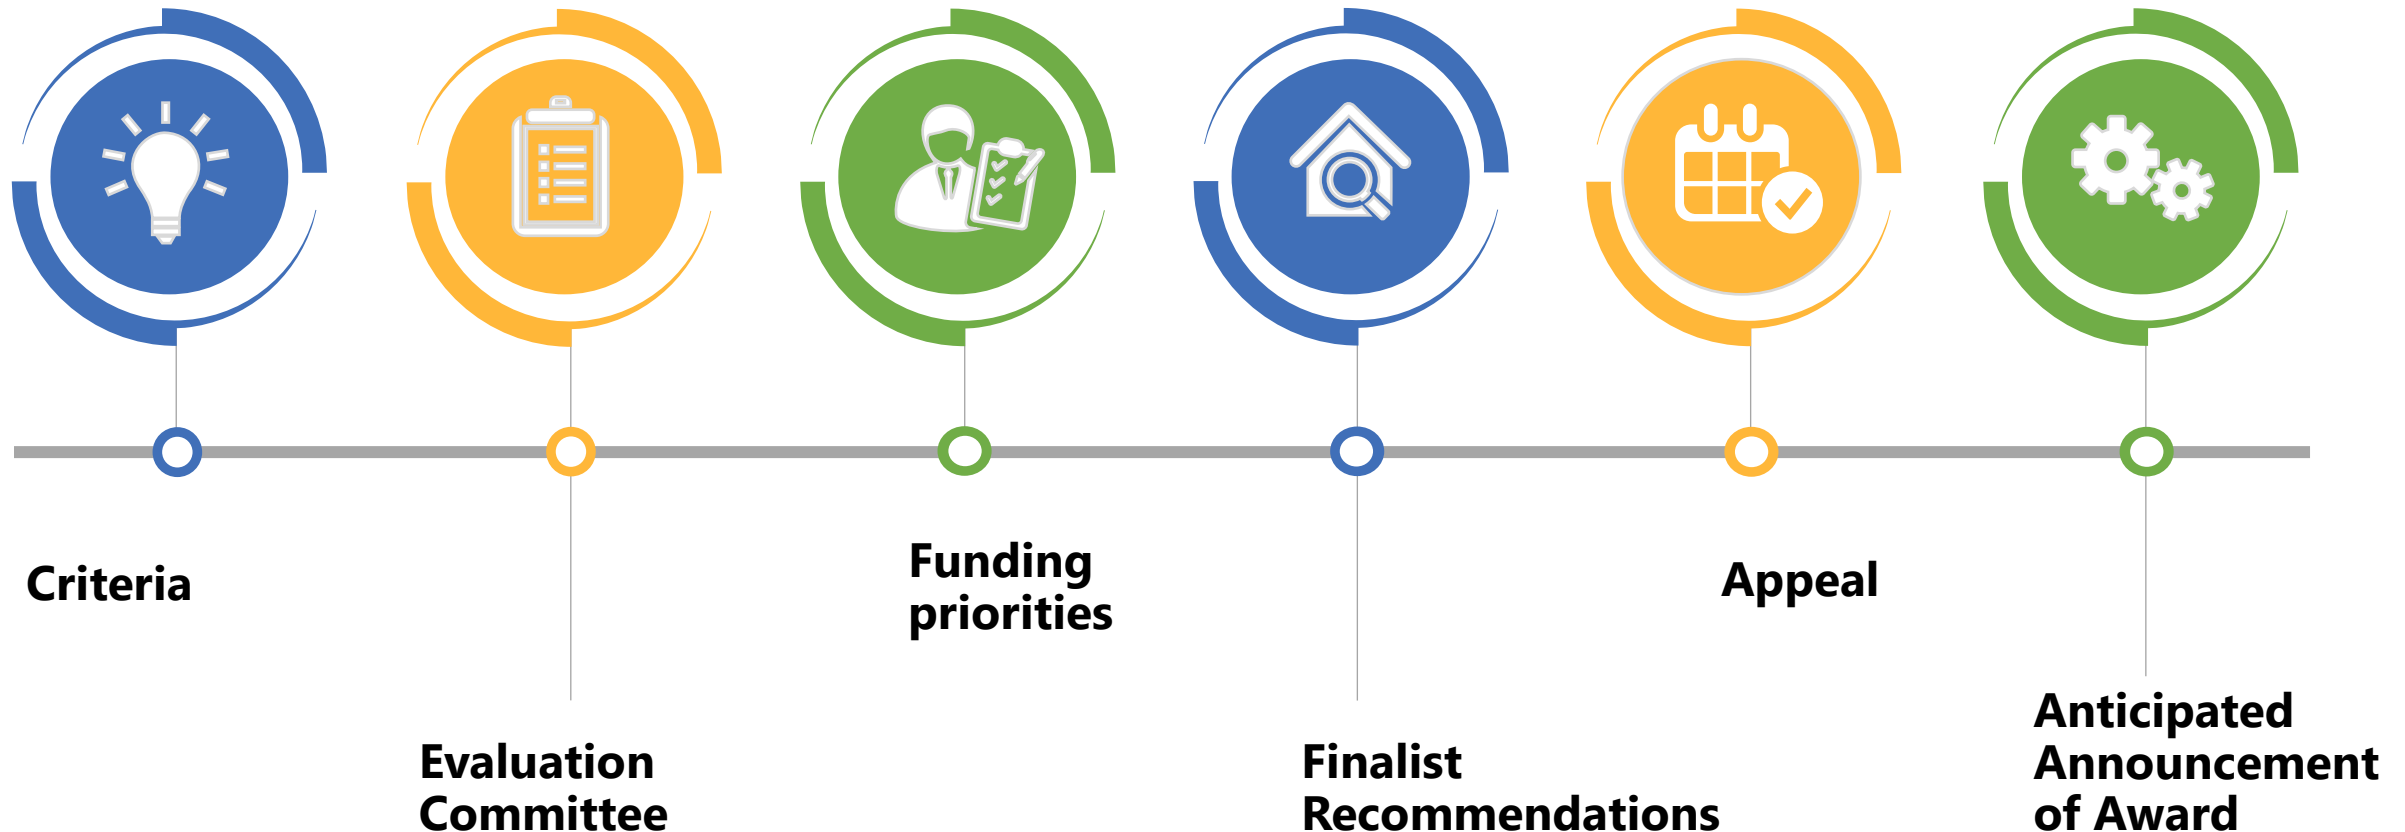 Criteria
Evaluation
Committee
Funding
priorities
Finalist
Recommendations
Appeal
Anticipated
Announcement
of Award